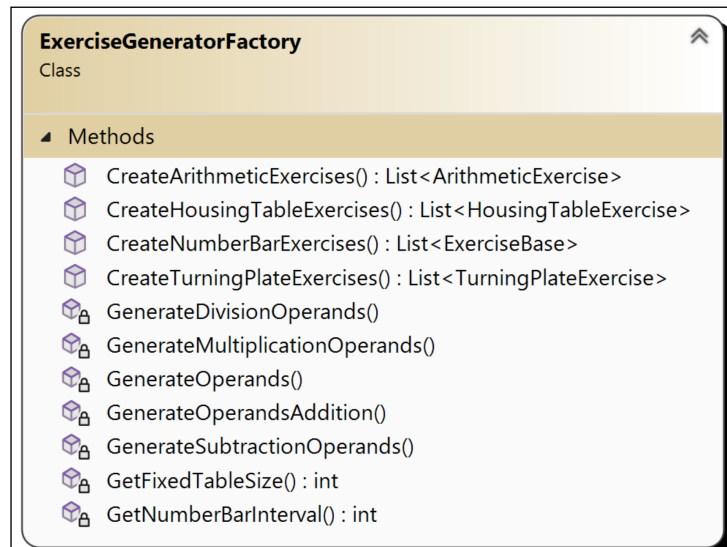 ExerciseGeneratorFactory
Class
Methods
CreateArithmeticExercises() : List<ArithmeticExercise>
CreateHousingTableExercises() : List<HousingTableExercise>
CreateNumberBarExercises() : List<ExerciseBase>
CreateTurningPlateExercises() : List<TurningPlateExercise>
GenerateDivisionOperands()
GenerateMultiplicationOperands()
GenerateOperands()
GenerateOperandsAddition()
GenerateSubtractionOperands()
GetFixedTableSize() : int
GetNumberBarInterval() : int